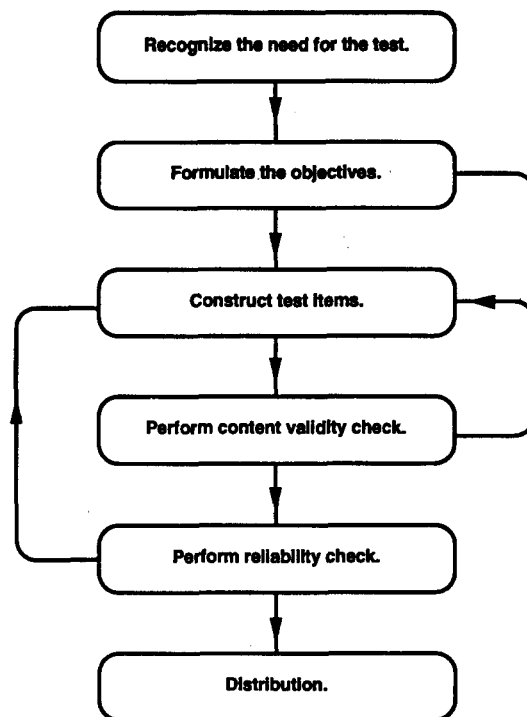 Recognize the need for the test.
Formulate the objectives.
Construct test items.
Perform content validity check.
Perform reliability check.
Distribution.